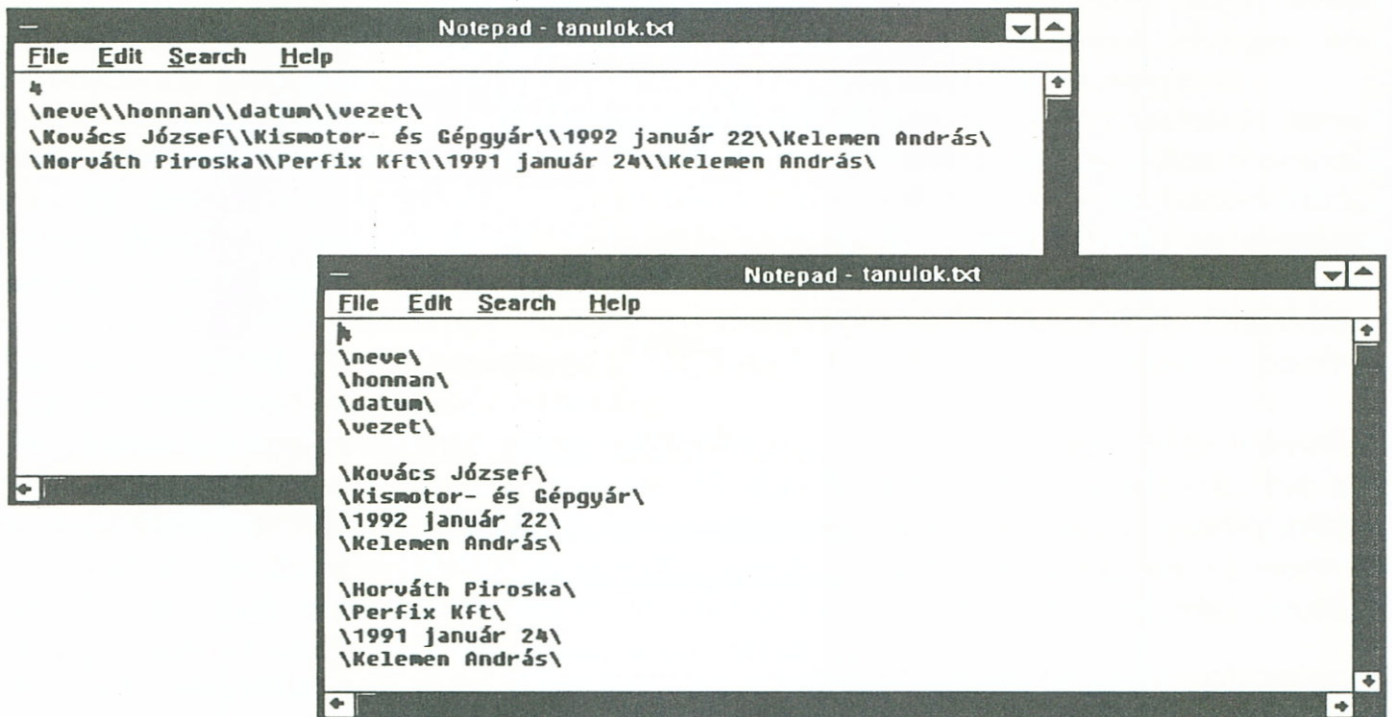 Notepad - tanulok.txt
File Edit Search Help
4
\neve\\honnan\\datum\\vezet\
\Kovács József\\Kismotor- és Gépgyár\\1992 január 22\\Kelemen András\
\Horváth Piroska\\Perfix Kft\\1991 január 24\\Kelemen András\
Notepad - tanulok.txt
File Edit Search Help
4
\neve\
\honnan\
\datum\
\vezet\
\Kovács József\
\Kismotor- és Gépgyár\
\1992 január 22\
\Kelemen András\
\Horváth Piroska\
\Perfix Kft\
\1991 január 24\
\Kelemen András\